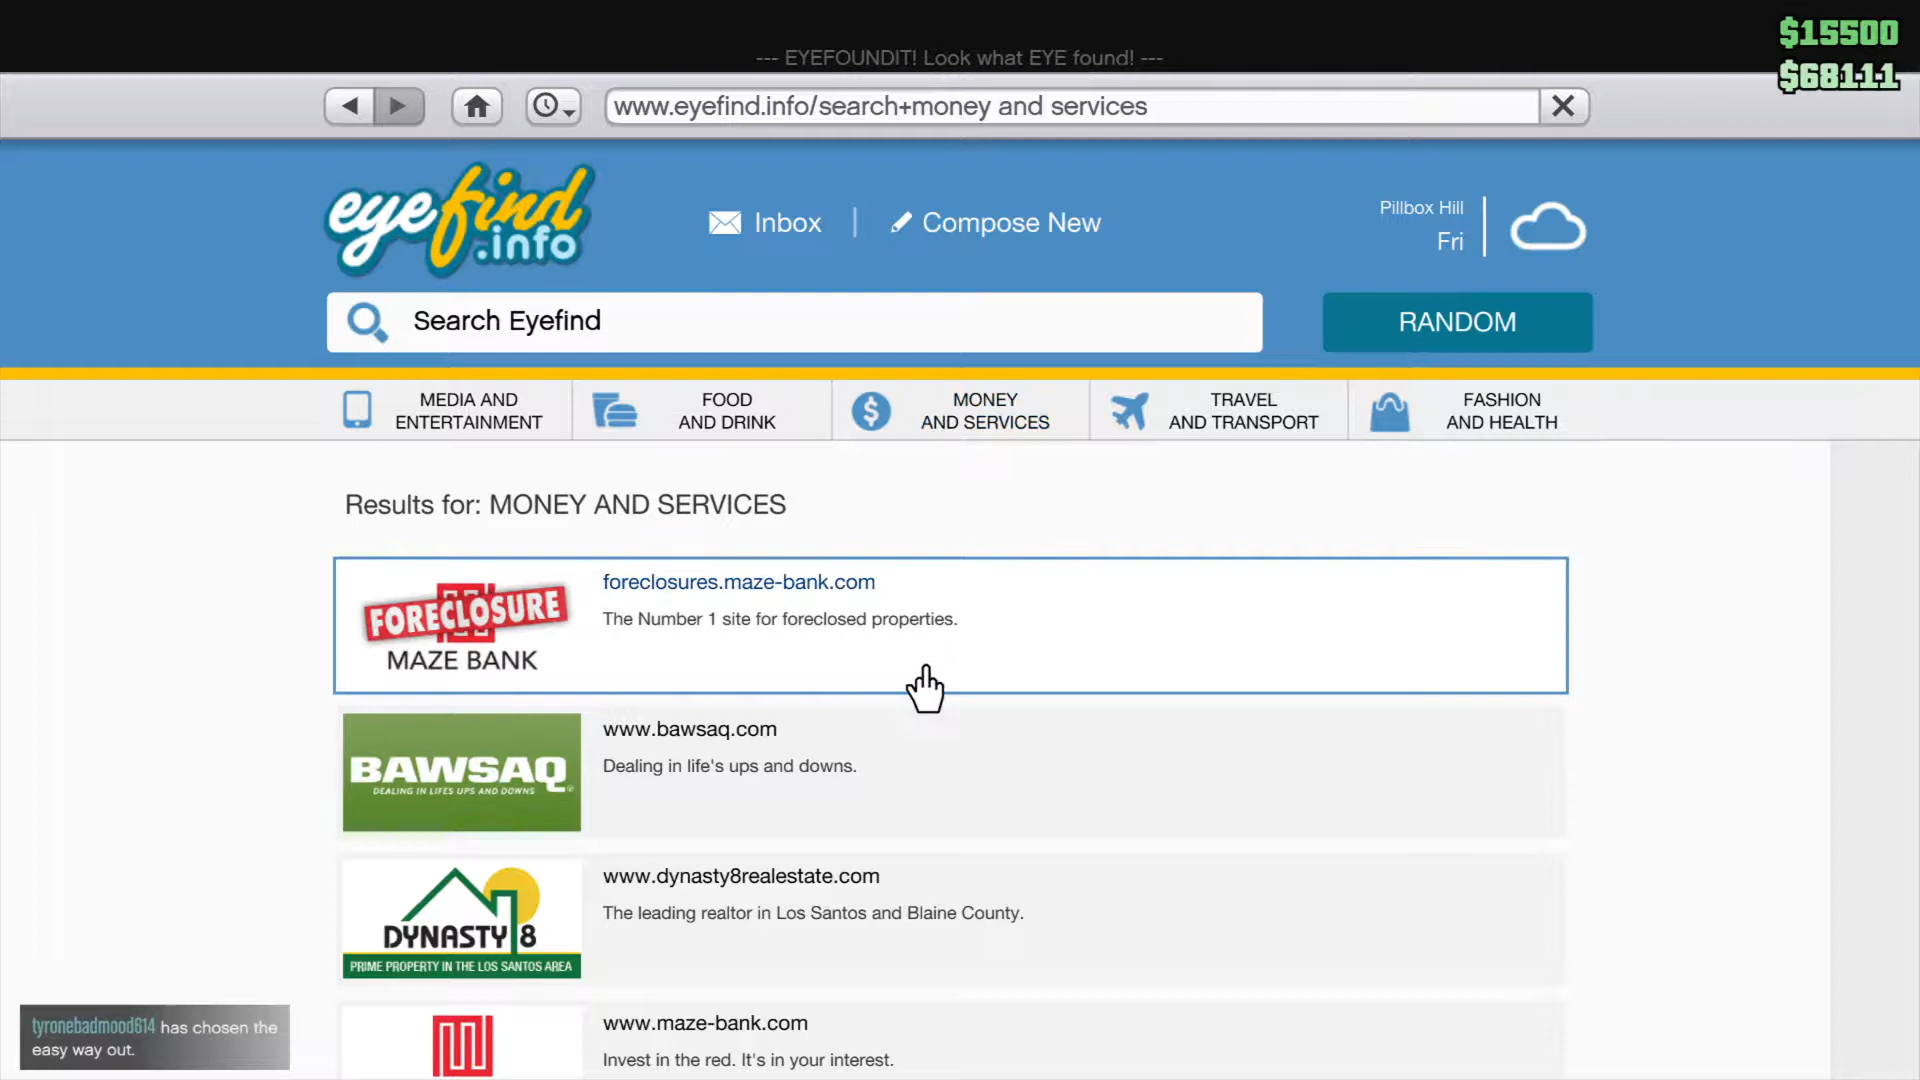 $15500
--- EYEFOUNDIT! Look what EYE found! ---
$68111
www.eyefind.info/search+money and services
eyefind
.info
Inbox
Compose New
Pillbox Hill
Fri
Search Eyefind
RANDOM
MEDIA AND
ENTERTAINMENT
FOOD
AND DRINK
MONEY
AND SERVICES
TRAVEL
AND TRANSPORT
FASHION
AND HEALTH
Results for: MONEY AND SERVICES
FORECLOSURE
MAZE BANK
foreclosures.maze-bank.com
The Number 1 site for foreclosed properties.
BAWSAQ
DEALING IN LIFES UPS AND DOWNS
www.bawsaq.com
Dealing in life's ups and downs.
DYNASTY 8
PRIME PROPERTY IN THE LOS SANTOS AREA
www.dynasty8realestate.com
The leading realtor in Los Santos and Blaine County.
www.maze-bank.com
Invest in the red. It's in your interest.
tyronebadmood614 has chosen the
easy way out.